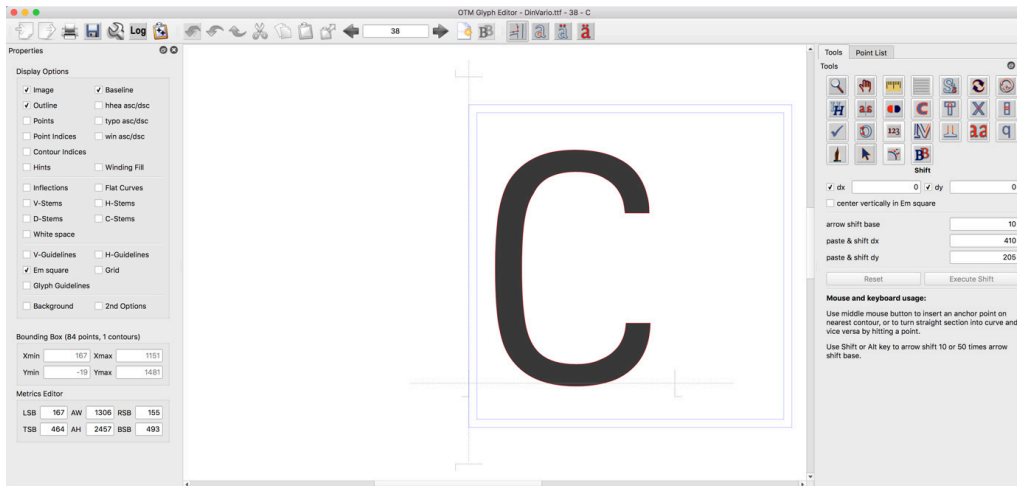 OTM Glyph Editor - DinVario.ttf - 38 - C
Log 38 BB
Properties
Display Options
Image Baseline
Outline hhea asc/dsc
Points typo asc/dsc
Point Indices win asc/dsc
Contour Indices
Hints Winding Fill
Inflections Flat Curves
V-Stems H-Stems
D-Stems C-Stems
White space
V-Guidelines H-Guidelines
Em square Grid
Glyph Guidelines
Background 2nd Options
Bounding Box (84 points, 1 contours)
Xmin 167 Xmax 1151
Ymin -19 Ymax 1481
Metrics Editor
LSB 167 AW 1306 RSB 155
TSB 464 AH 2457 BSB 493
C
Tools Point List
Tools
123
Shift
dx 0 dy 0
center vertically in Em square
arrow shift base 10
paste & shift dx 410
paste & shift dy 205
Reset Execute Shift
Mouse and keyboard usage:
Use middle mouse button to insert an anchor point on
nearest contour, or to turn straight section into curve and
vice versa by hitting a point.
Use Shift or Alt key to arrow shift 10 or 50 times arrow
shift base.